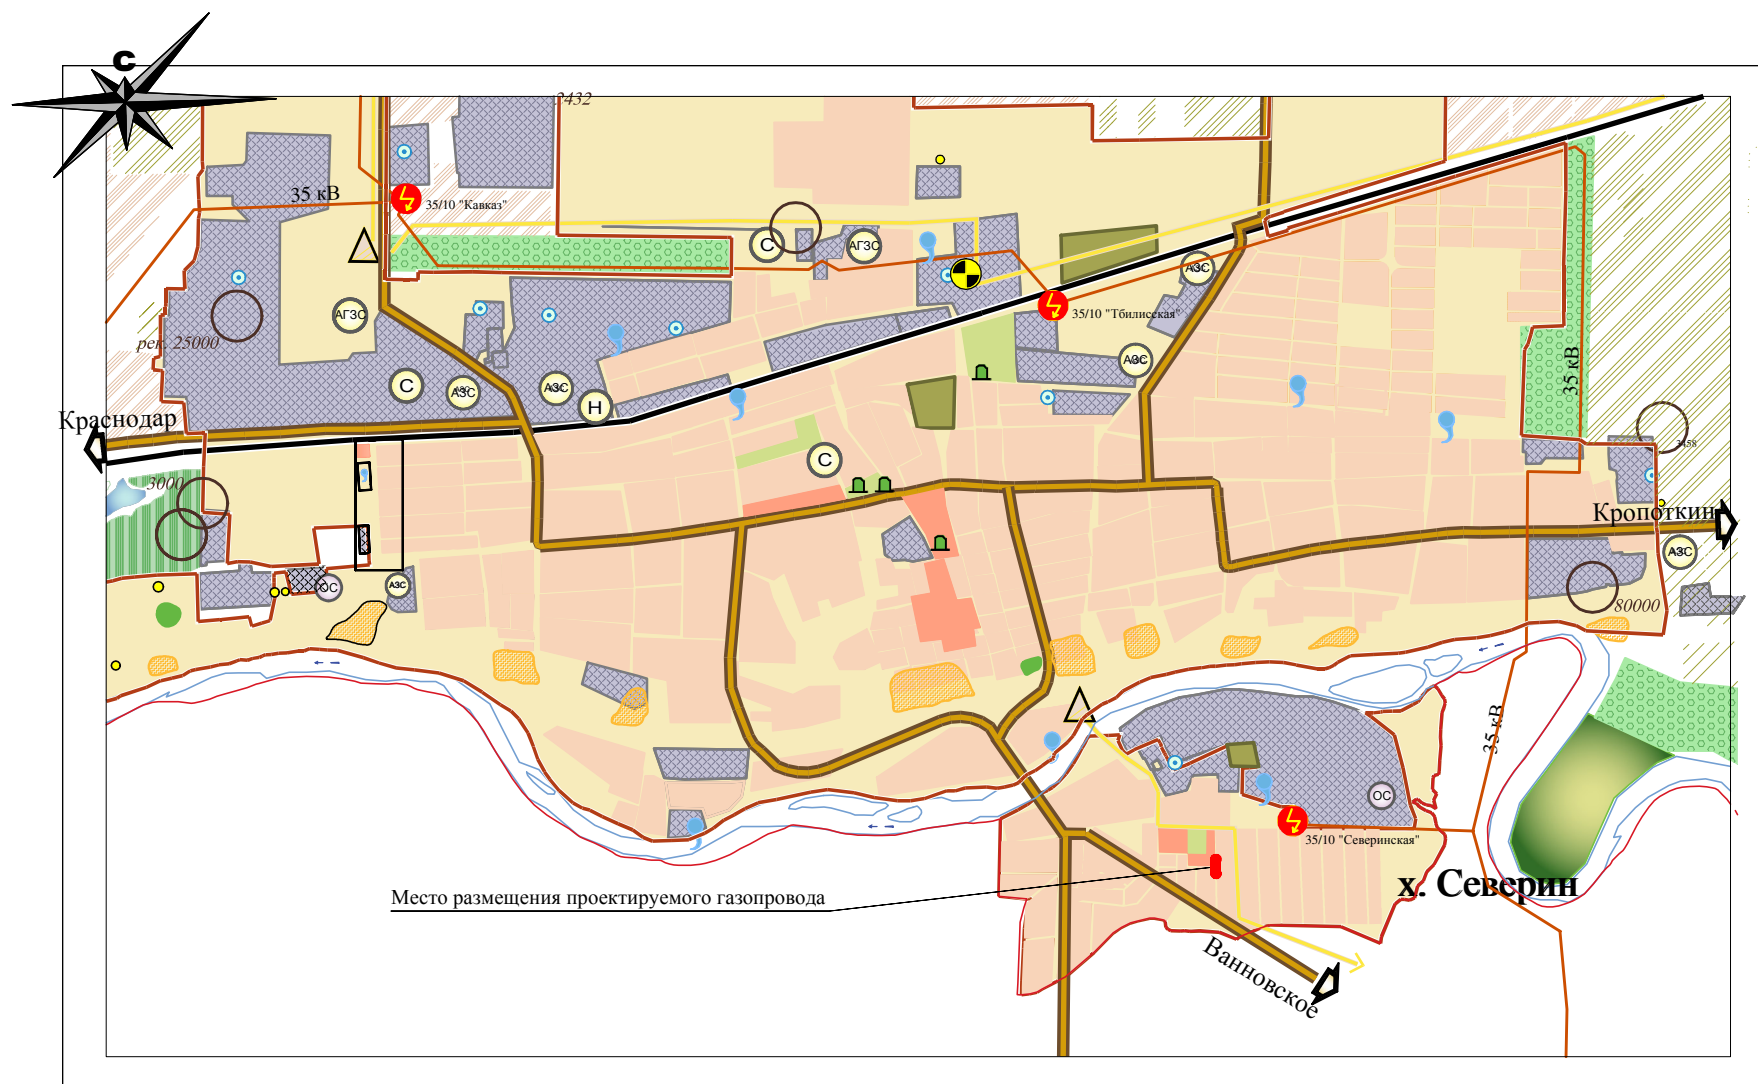 С
2432
35 кВ
35/10 "Кавказ"
С
АГЗС
АЗС
АГЗС
35/10 "Тбилисская"
рек. 25000
АЗС
С
АЗС
АЗС
Н
35 кВ
Краснодар
3458
С
3000
Кропоткин
АЗС
ОС
АЗС
80000
35 кВ
ОС
35/10 "Северинская"
х. Северин
Место размещения проектируемого газопровода
Ванновское